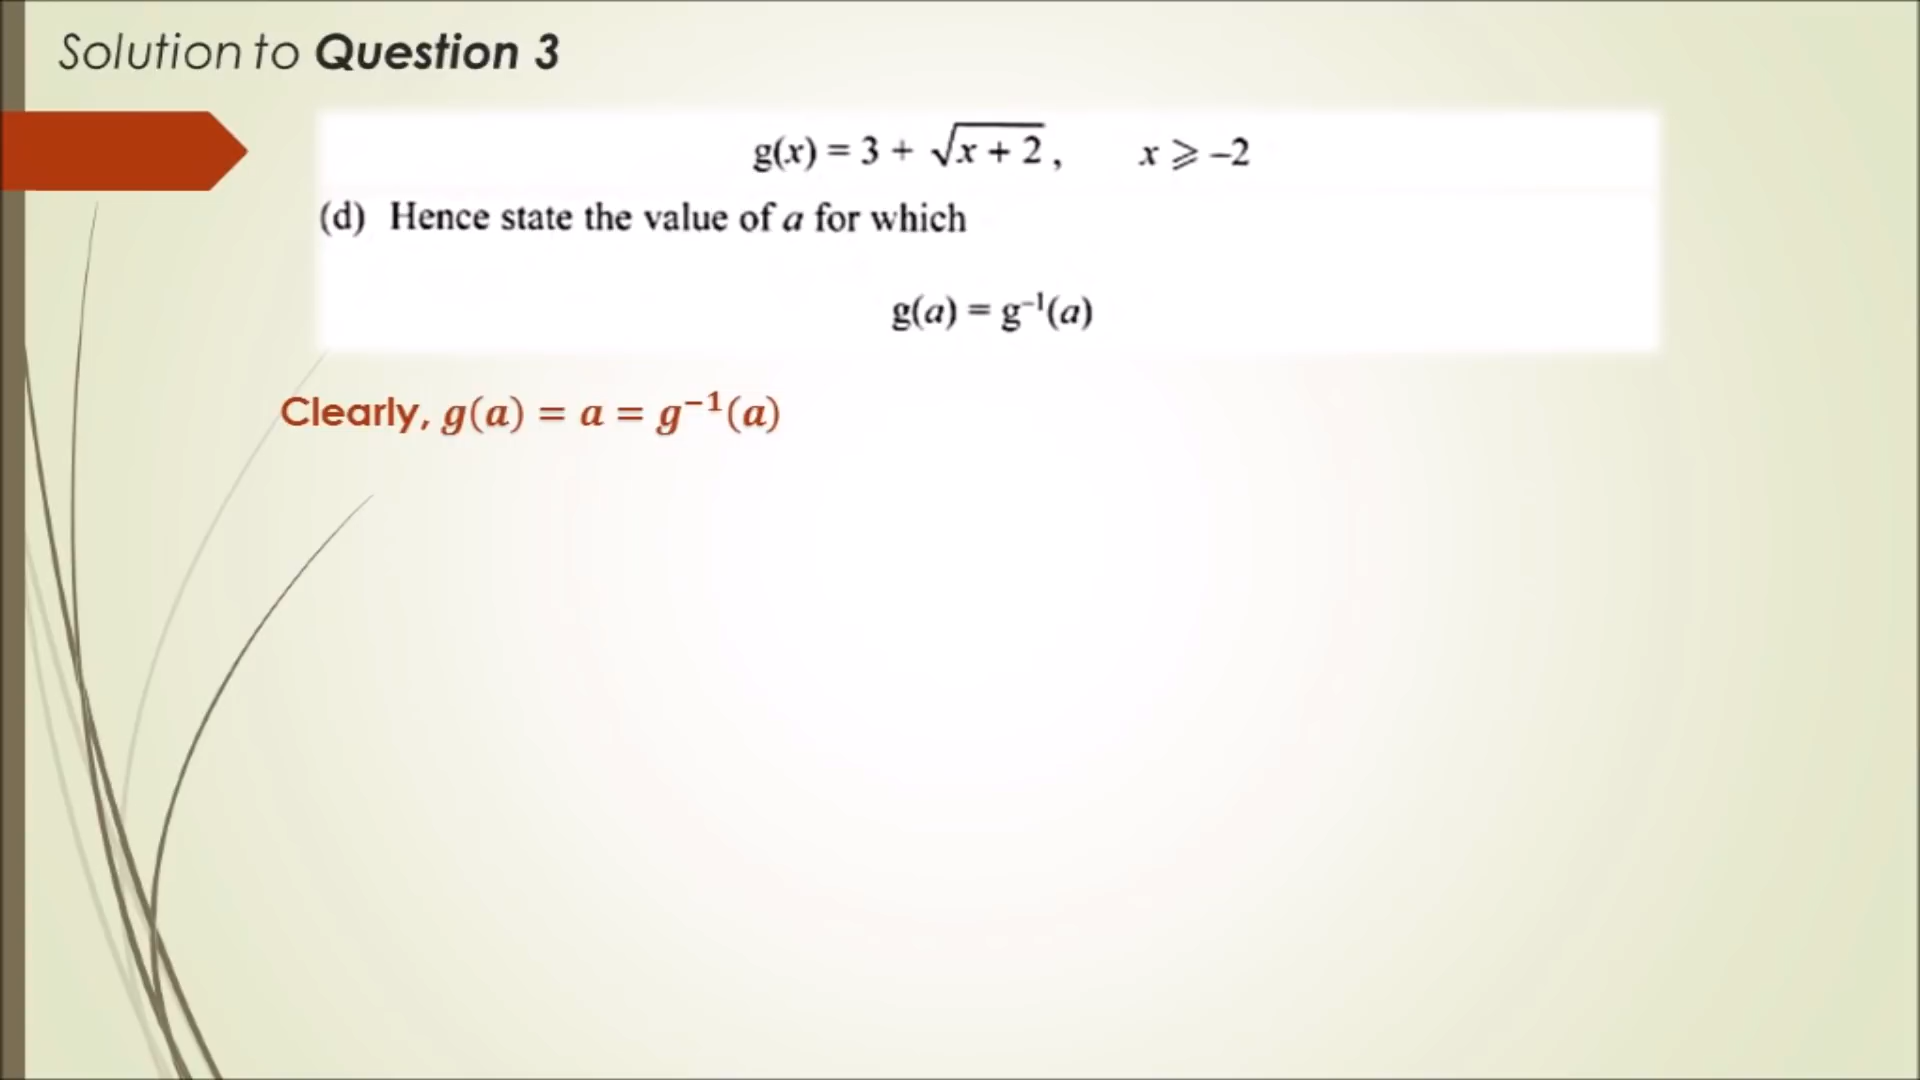 Solution to Question 3
g(x) = 3 + √(x + 2) ,    x ⩾ –2
(d) Hence state the value of a for which
g(a) = g⁻¹(a)
Clearly, g(a) = a = g⁻¹(a)